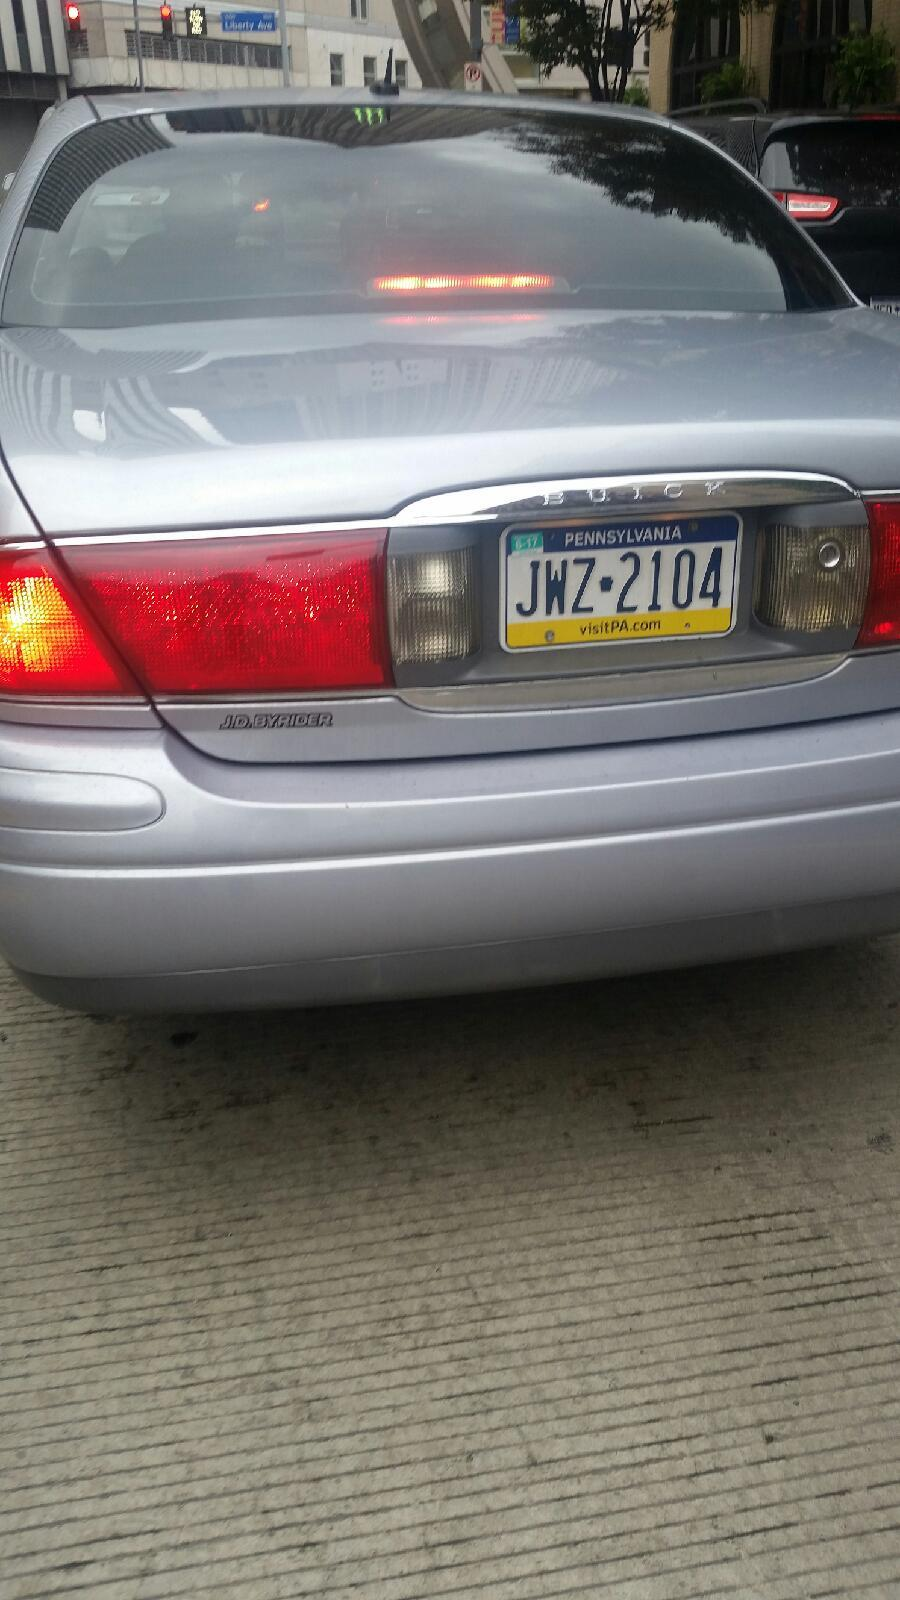 Liberty Ave
BUICK
6-17
PENNSYLVANIA
JWZ-2104
visitPA.com
J.D. BYRIDER